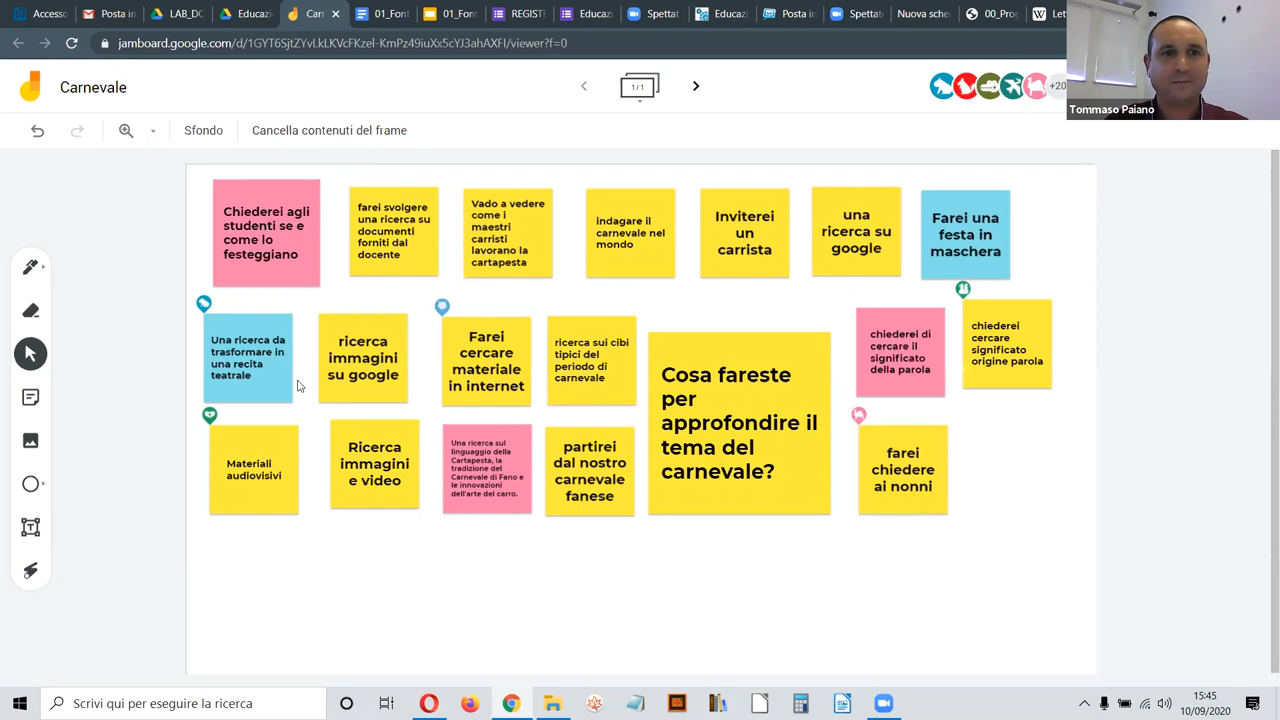 Accesso
Posta in
LAB_DO
Educazi
Carn
01_Font
01_Font
REGIST
Educazi
Spettat
Educazi
Posta in
Spettat
Nuova sche
00_Prog
Lett
jamboard.google.com/d/1GYT6SjtZYvLkLKVcFKzel-KmPz49iuXx5cYJ3ahAXFI/viewer?f=0
Carnevale
1/1
+20
Tommaso Paiano
Sfondo
Cancella contenuti del frame
Chiederei agli
studenti se e
come lo
festeggiano
farei svolgere
una ricerca su
documenti
forniti dal
docente
Vado a vedere
come i
maestri
carristi
lavorano la
cartapesta
indagare il
carnevale nel
mondo
Inviterei
un
carrista
una
ricerca su
google
Farei una
festa in
maschera
Una ricerca da
trasformare in
una recita
teatrale
ricerca
immagini
su google
Farei
cercare
materiale
in internet
ricerca sui cibi
tipici del
periodo di
carnevale
Cosa fareste
per
approfondire il
tema del
carnevale?
chiederei di
cercare il
significato
della parola
chiederei
cercare
significato
origine parola
Materiali
audiovisivi
Ricerca
immagini
e video
Una ricerca sul
linguaggio della
Cartapesta, la
tradizione del
Carnevale di Fano e
le innovazioni
dell'arte del carro.
partirei
dal nostro
carnevale
fanese
farei
chiedere
ai nonni
Scrivi qui per eseguire la ricerca
15:45
10/09/2020